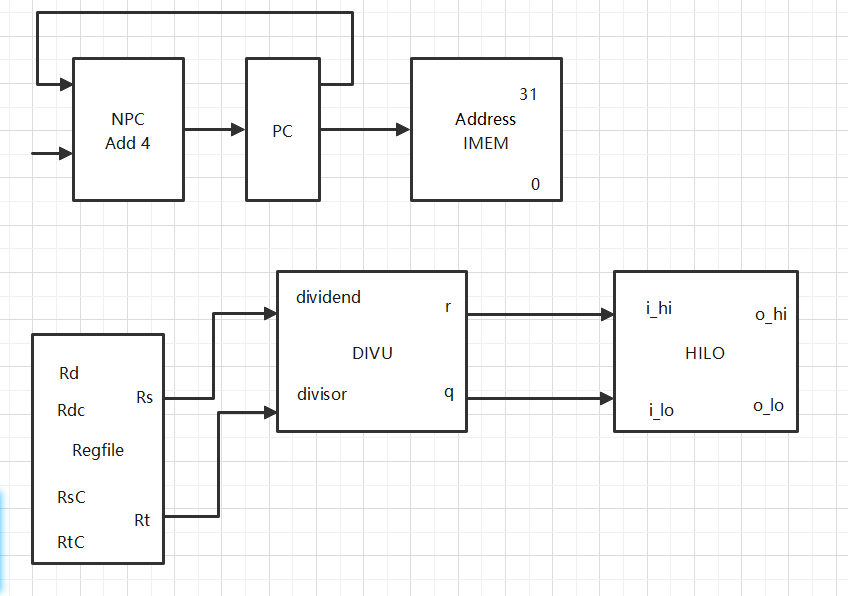 NPC
Add 4
PC
31
Address
IMEM
0
dividend
r
DIVU
divisor
q
i_hi
o_hi
HILO
i_lo
o_lo
Rd
Rs
Rdc
Regfile
RsC
Rt
RtC